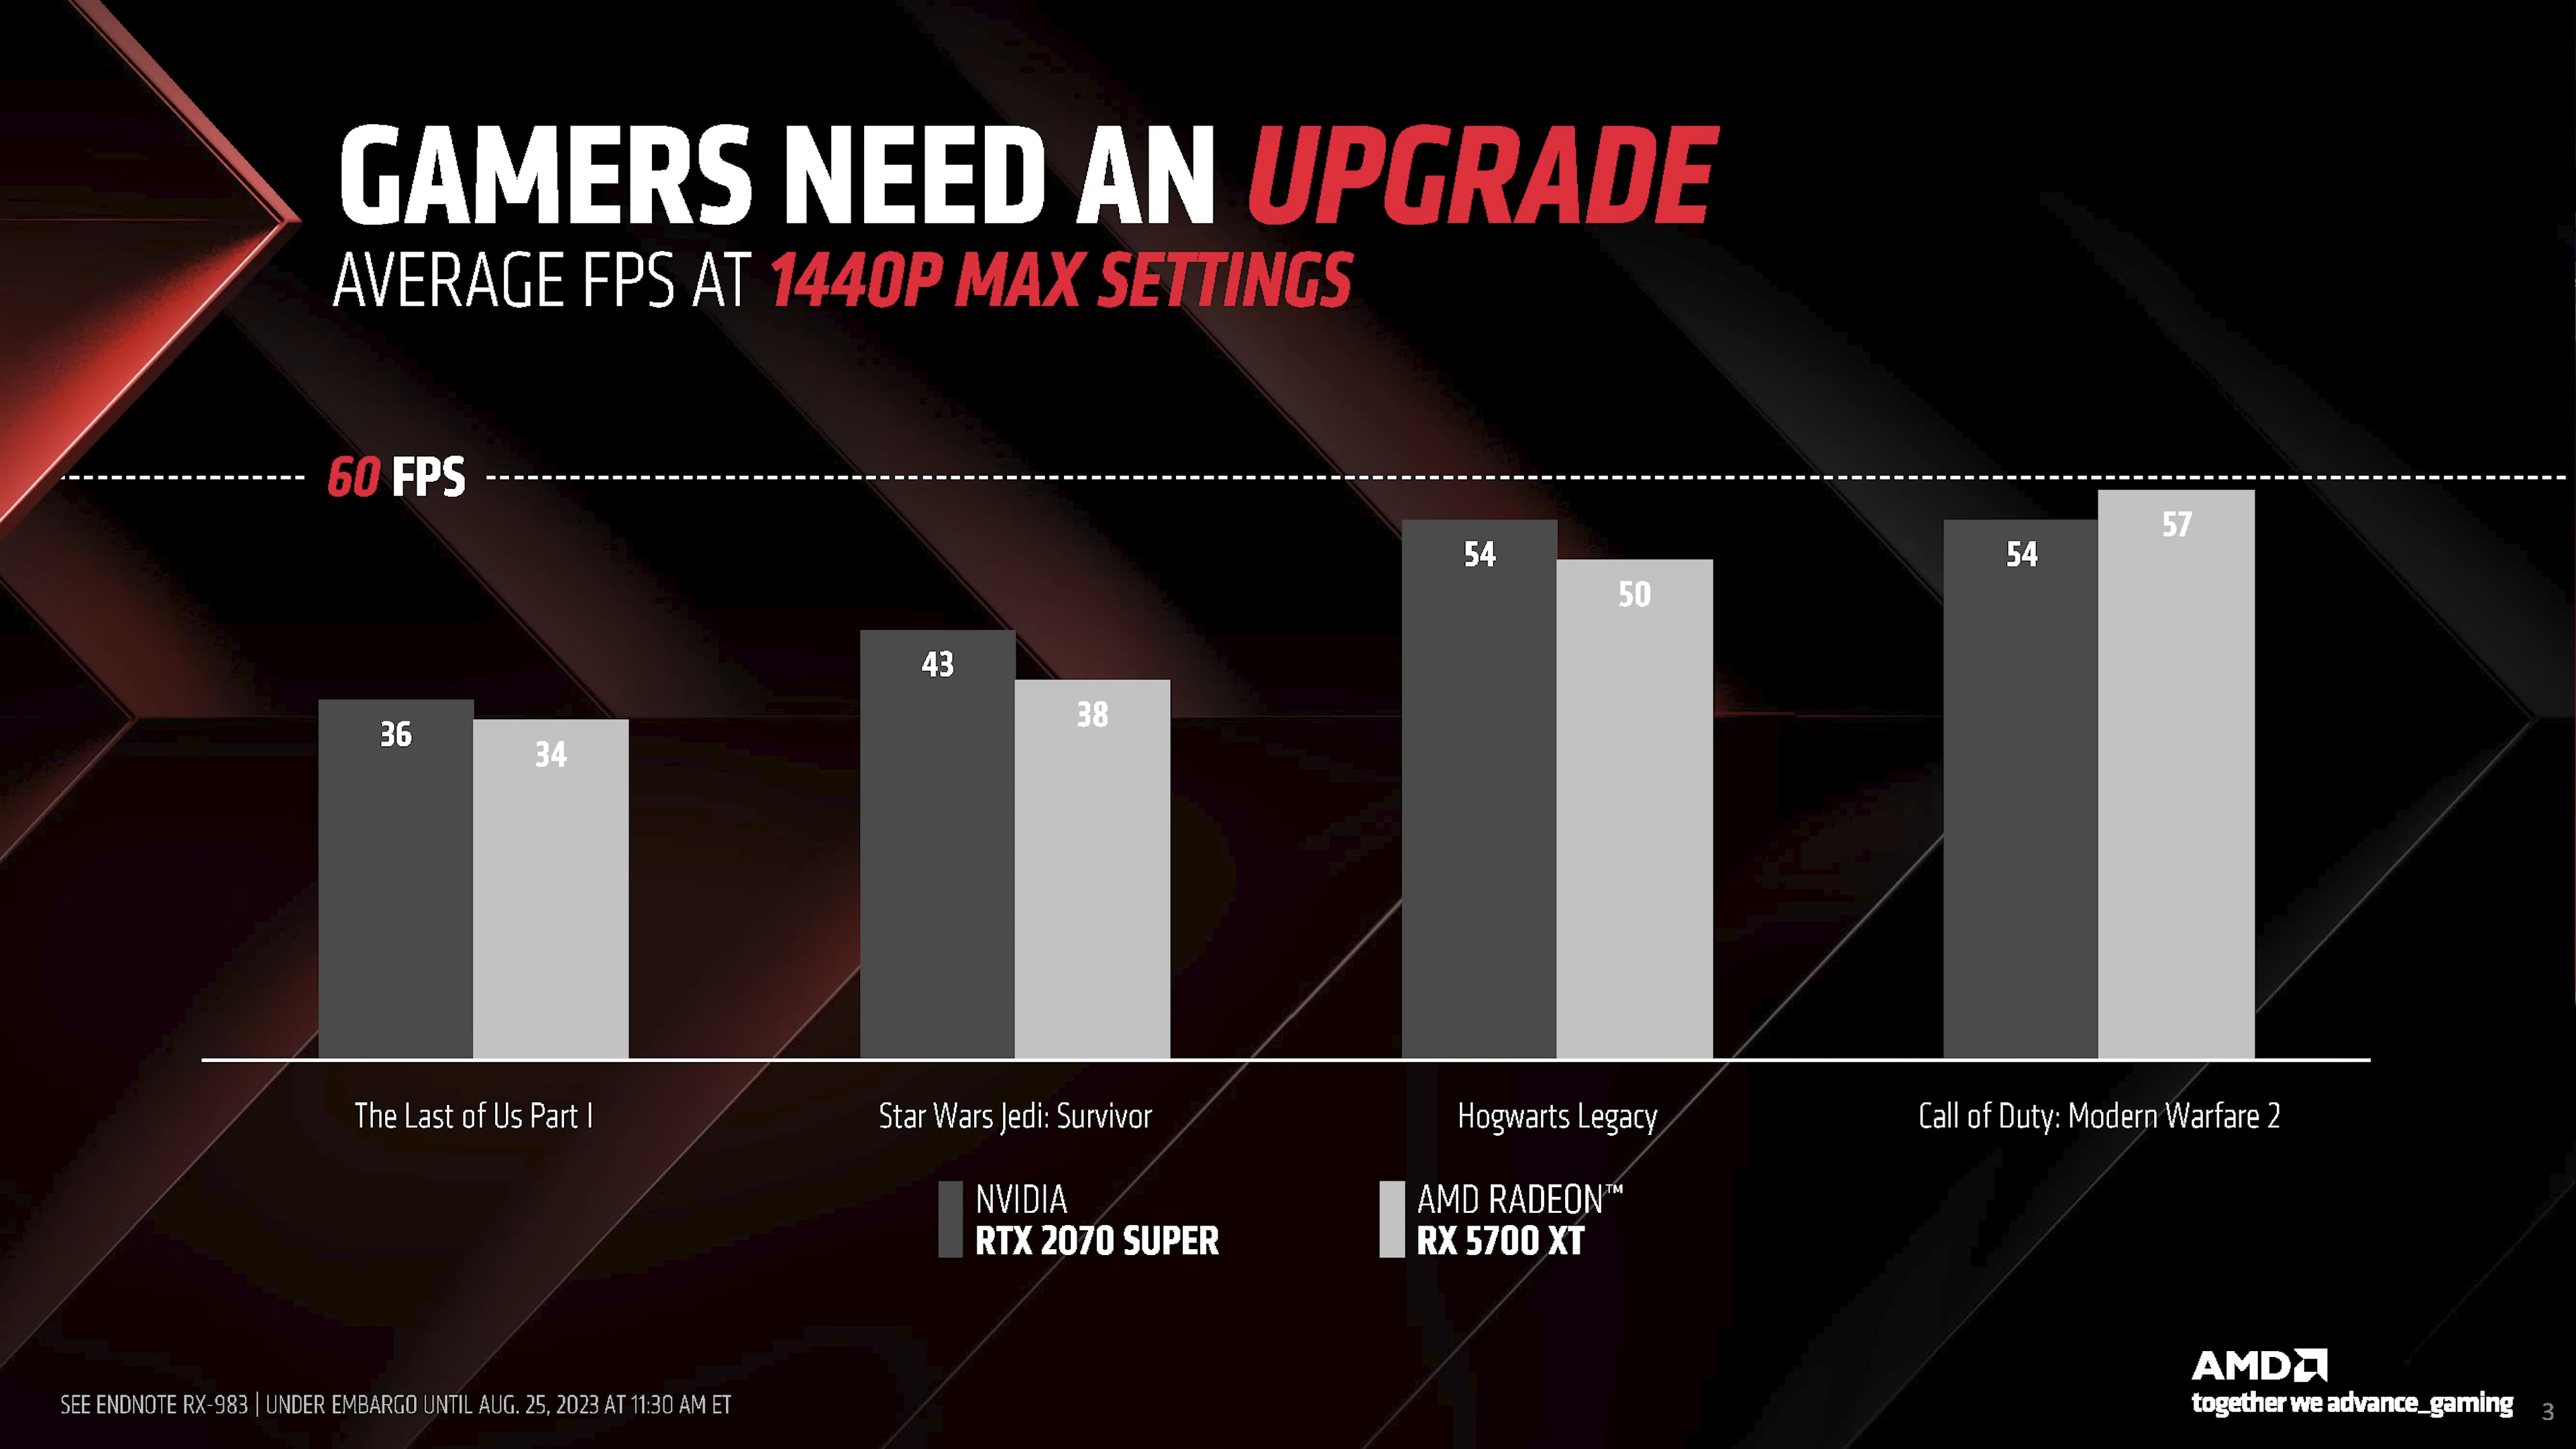 GAMERS NEED AN UPGRADE
AVERAGE FPS AT 1440P MAX SETTINGS
60 FPS
36
34
43
38
54
50
54
57
The Last of Us Part I
Star Wars Jedi: Survivor
Hogwarts Legacy
Call of Duty: Modern Warfare 2
NVIDIA
RTX 2070 SUPER
AMD RADEON™
RX 5700 XT
SEE ENDNOTE RX-983 | UNDER EMBARGO UNTIL AUG. 25, 2023 AT 11:30 AM ET
AMD
together we advance_gaming
3